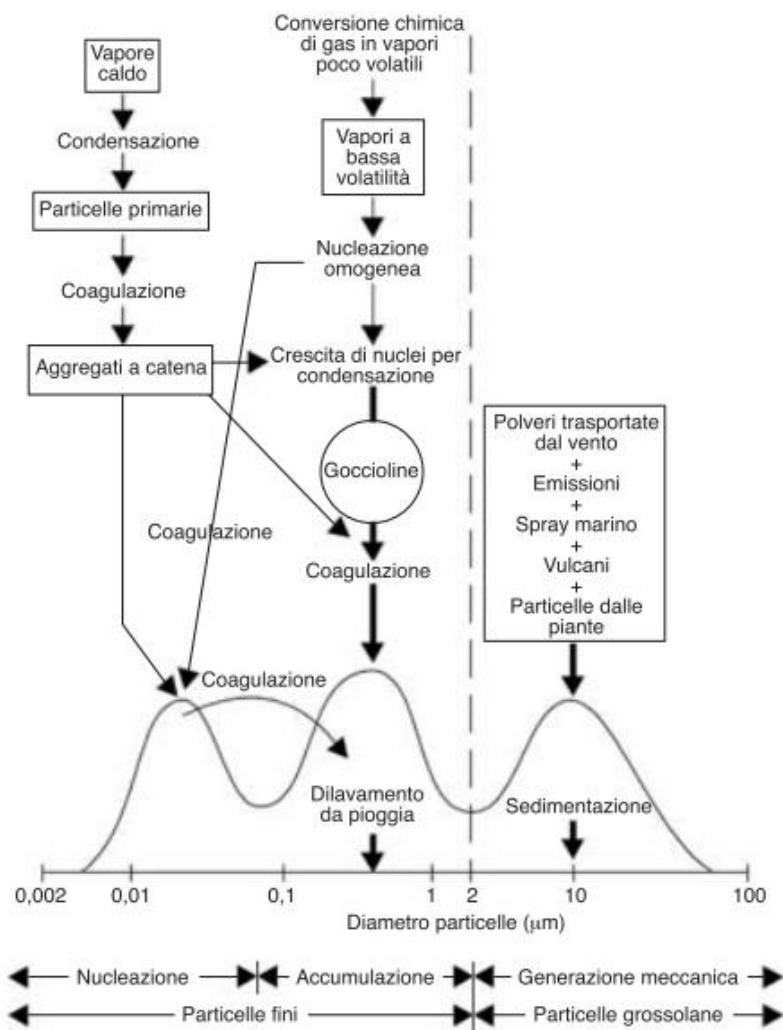 Vapore
caldo
Condensazione
Particelle primarie
Coagulazione
Aggregati a catena
Conversione chimica
di gas in vapori
poco volatili
Vapori a
bassa
volatilità
Nucleazione
omogenea
Crescita di nuclei per
condensazione
Goccioline
Coagulazione
Coagulazione
Coagulazione
Polveri trasportate
dal vento
+
Emissioni
+
Spray marino
+
Vulcani
+
Particelle dalle
piante
Dilavamento
da pioggia
Sedimentazione
0,002 0,01 0,1 1 2 10 100
Diametro particelle (μm)
Nucleazione Accumulazione Generazione meccanica
Particelle fini Particelle grossolane